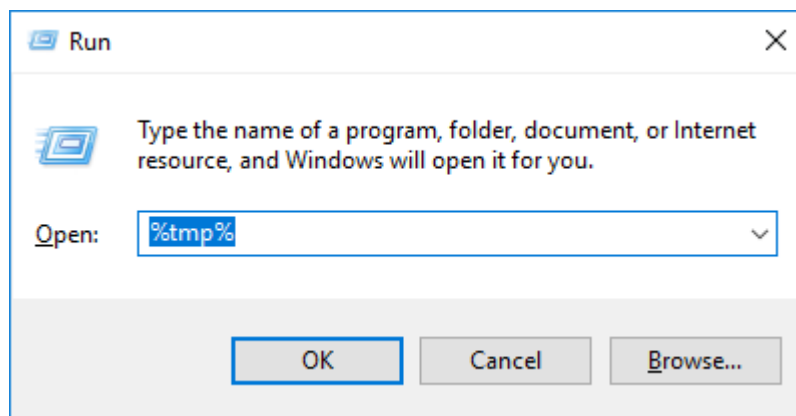 Run
Type the name of a program, folder, document, or Internet
resource, and Windows will open it for you.
Open: %tmp%
OK Cancel Browse...